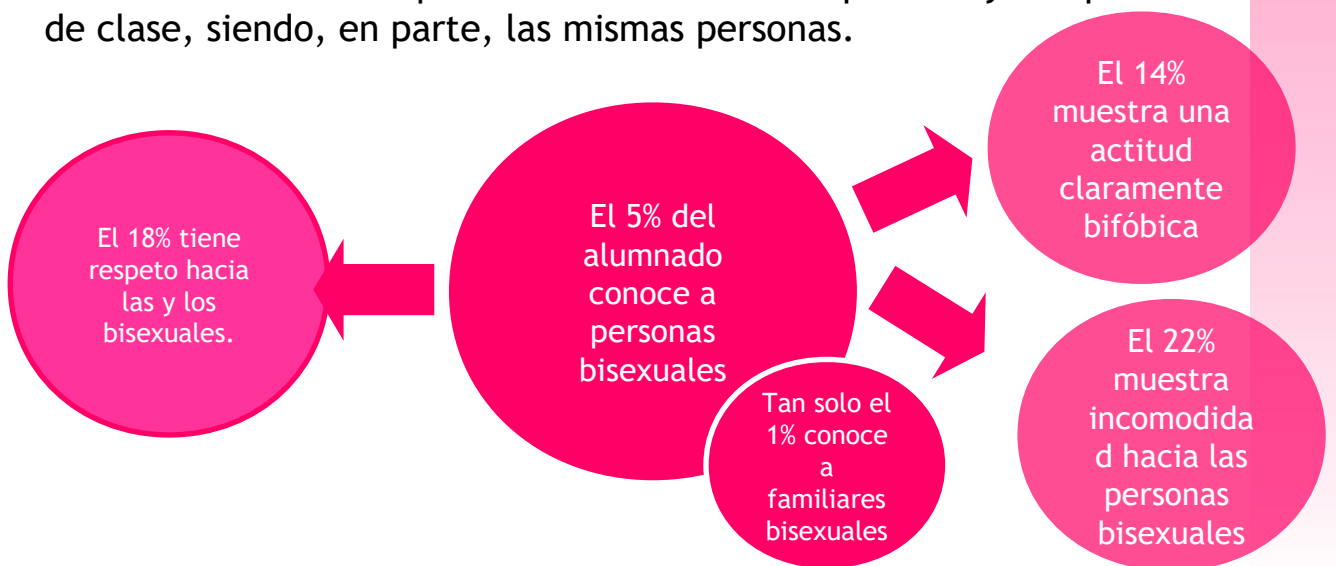 de clase, siendo, en parte, las mismas personas.
El 18% tiene
respeto hacia
las y los
bisexuales.
El 5% del
alumnado
conoce a
personas
bisexuales
Tan solo el
1% conoce
a
familiares
bisexuales
El 14%
muestra una
actitud
claramente
bifóbica
El 22%
muestra
incomodida
d hacia las
personas
bisexuales